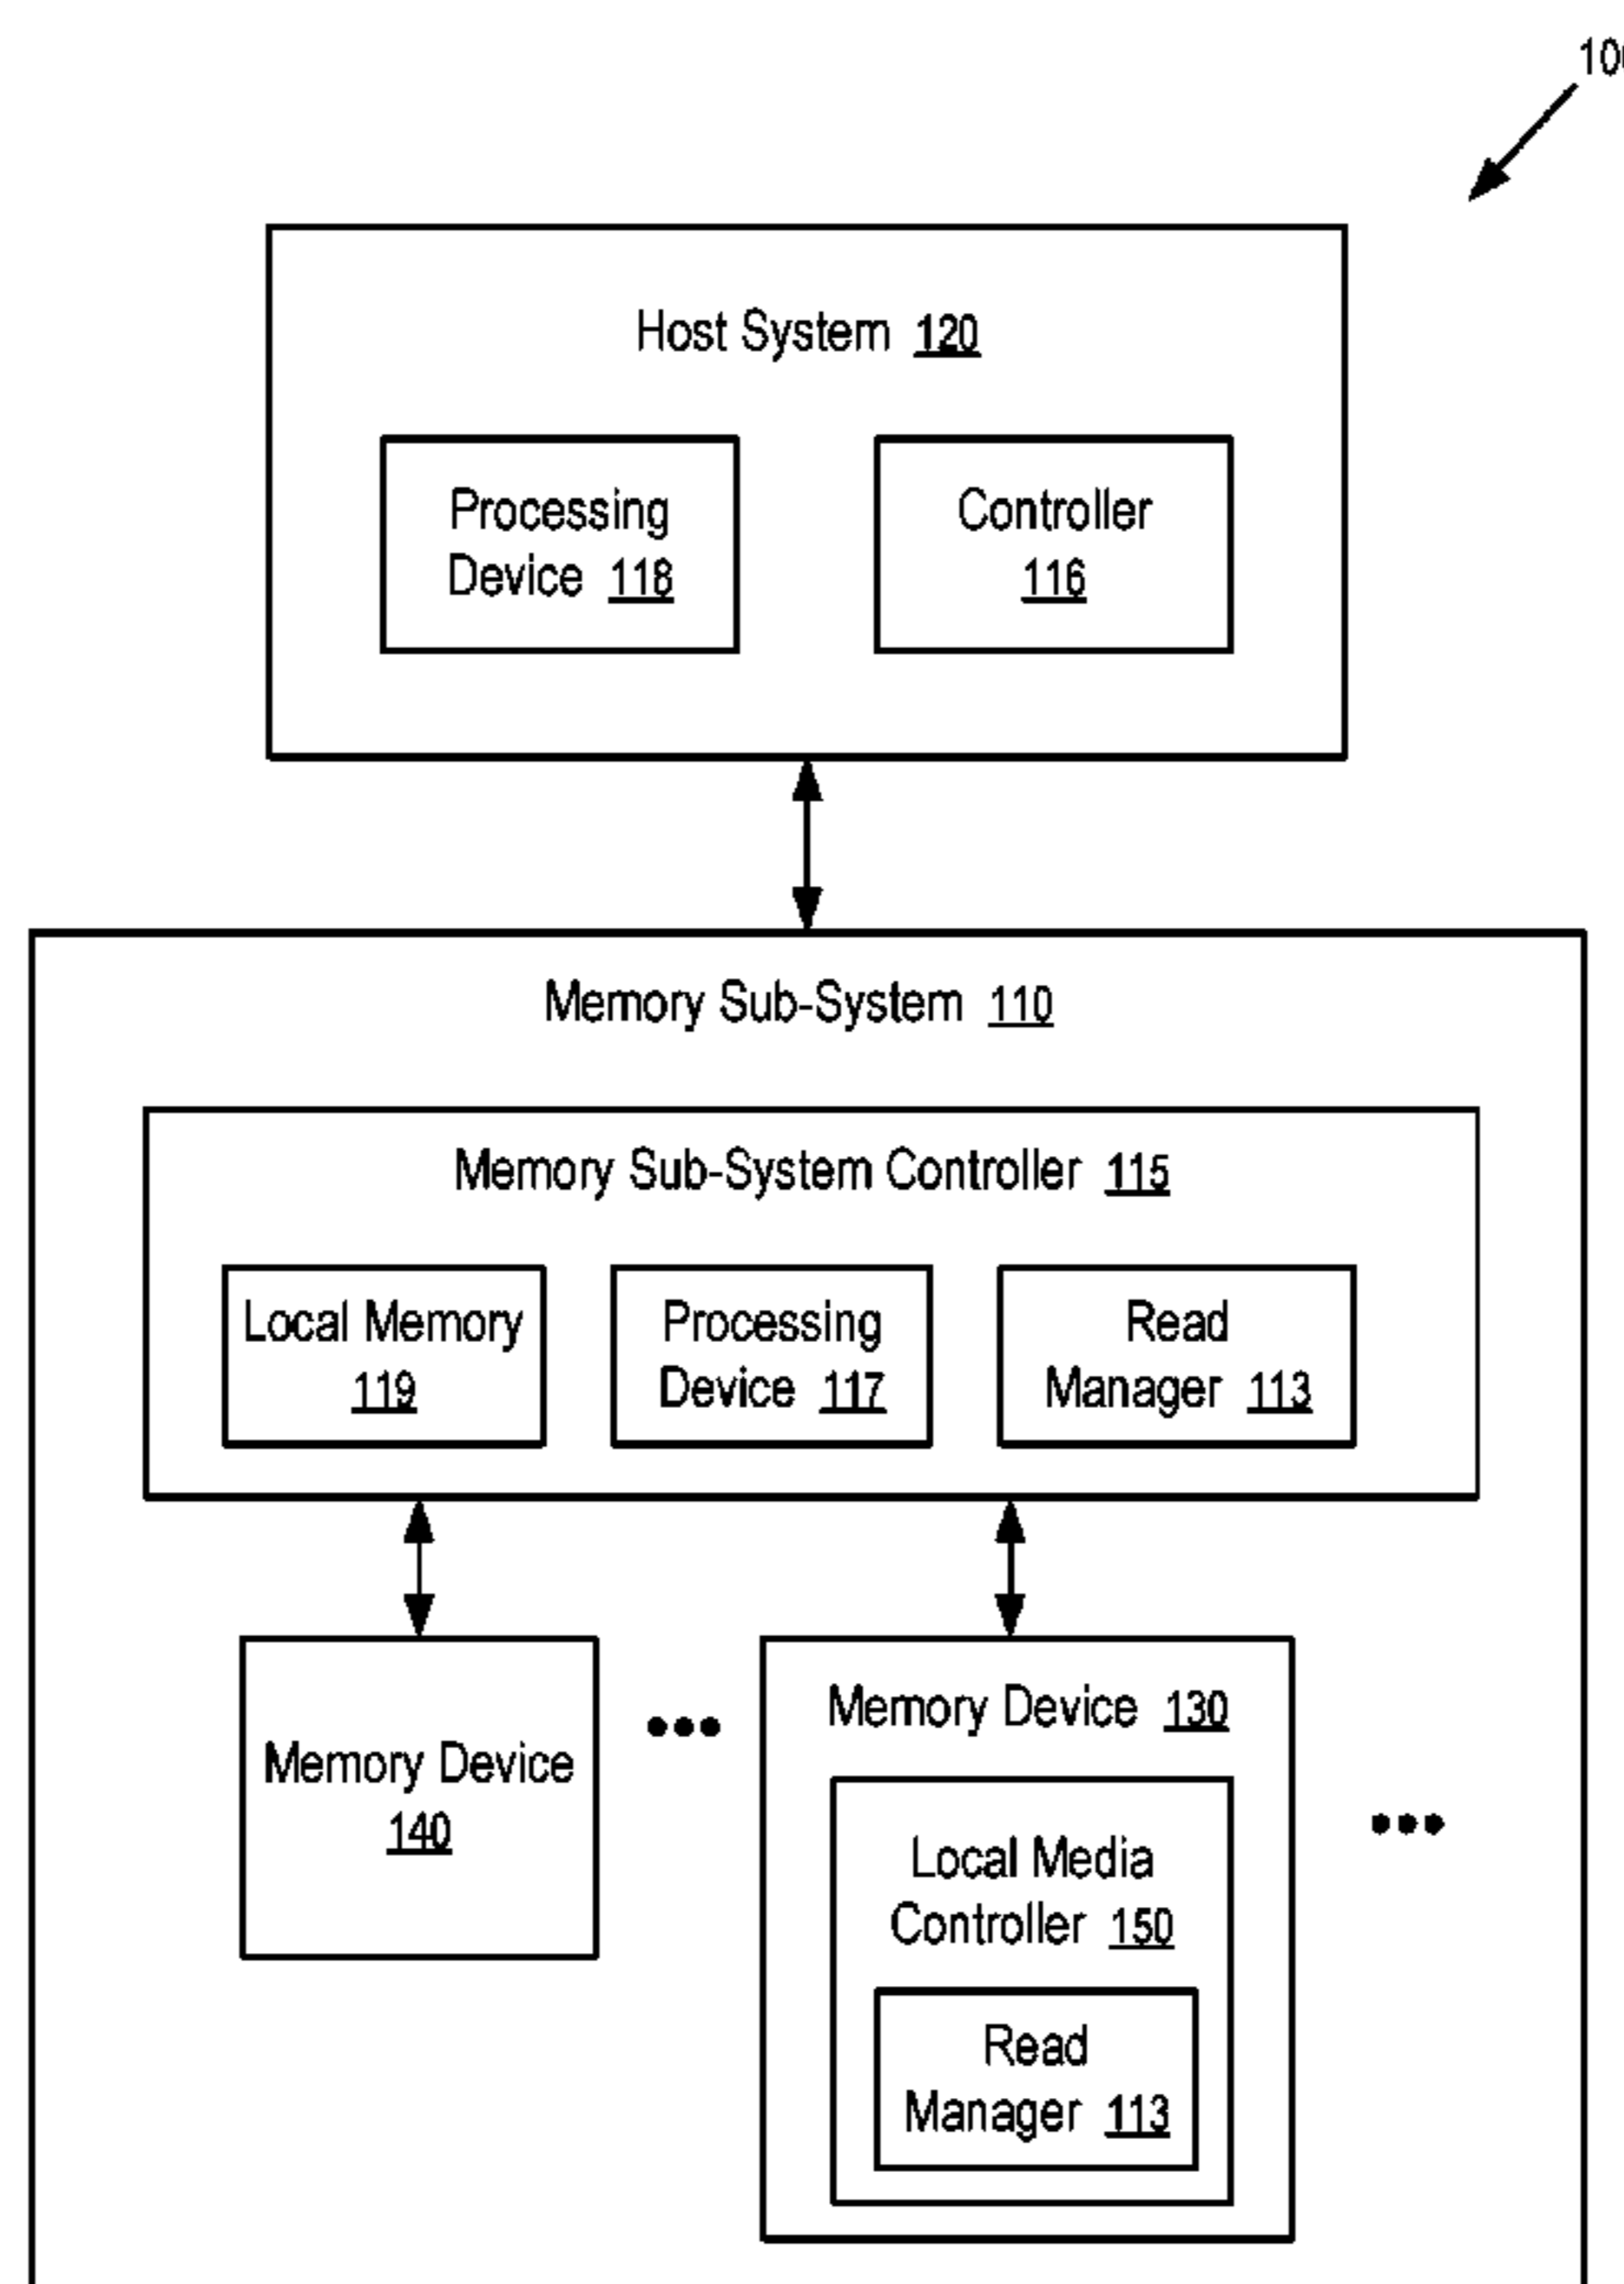 Host System 120
Processing
Device 118
Controller
116
Memory Sub-System 110
Memory Sub-System Controller 115
Local Memory
119
Processing
Device 117
Read
Manager 113
Memory Device
140
•••
Memory Device 130
Local Media
Controller 150
Read
Manager 113
•••